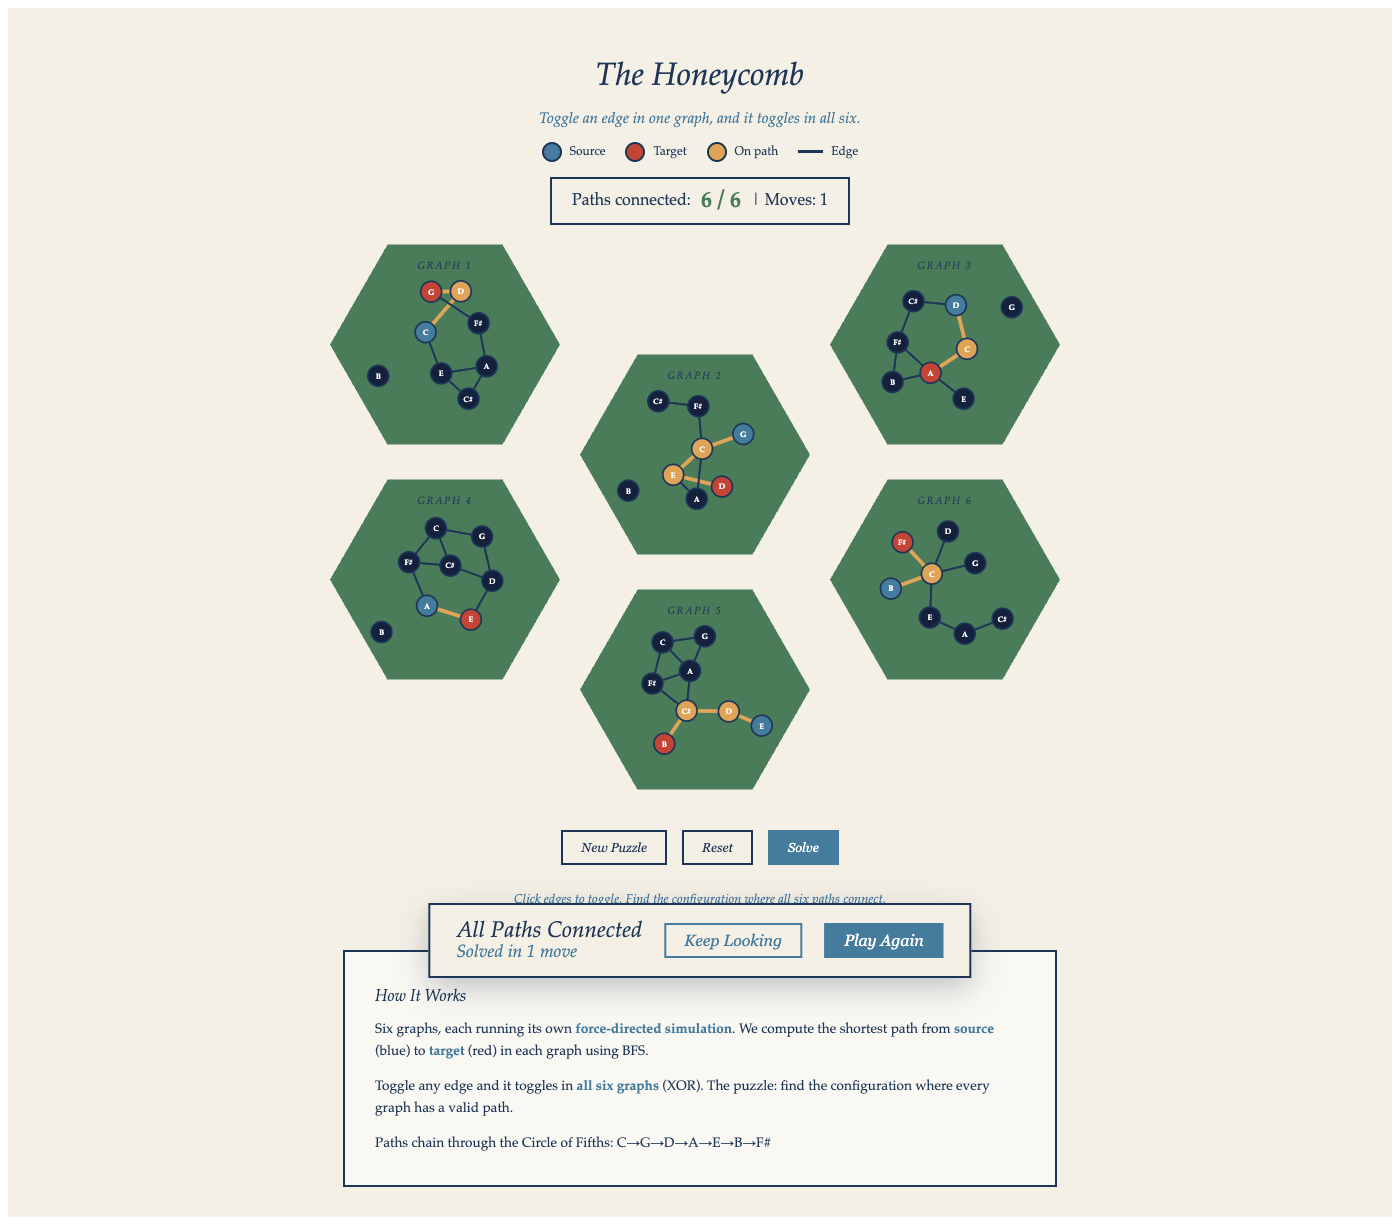 The Honeycomb
Toggle an edge in one graph, and it toggles in all six.
Source Target On path Edge
Paths connected: 6 / 6 | Moves: 1
GRAPH 1
G D
C F#
B E A
C#
GRAPH 3
C# D G
F# C
B A E
GRAPH 2
C# F#
C G
E
B A D
GRAPH 4
C G
F# C# D
A E
B
GRAPH 6
F# D
C G
B
E A C#
GRAPH 5
C G
F# A
C# D E
B
New Puzzle Reset Solve
Click edges to toggle. Find the configuration where all six paths connect.
All Paths Connected
Solved in 1 move
Keep Looking Play Again
How It Works
Six graphs, each running its own force-directed simulation. We compute the shortest path from source
(blue) to target (red) in each graph using BFS.
Toggle any edge and it toggles in all six graphs (XOR). The puzzle: find the configuration where every
graph has a valid path.
Paths chain through the Circle of Fifths: C→G→D→A→E→B→F#